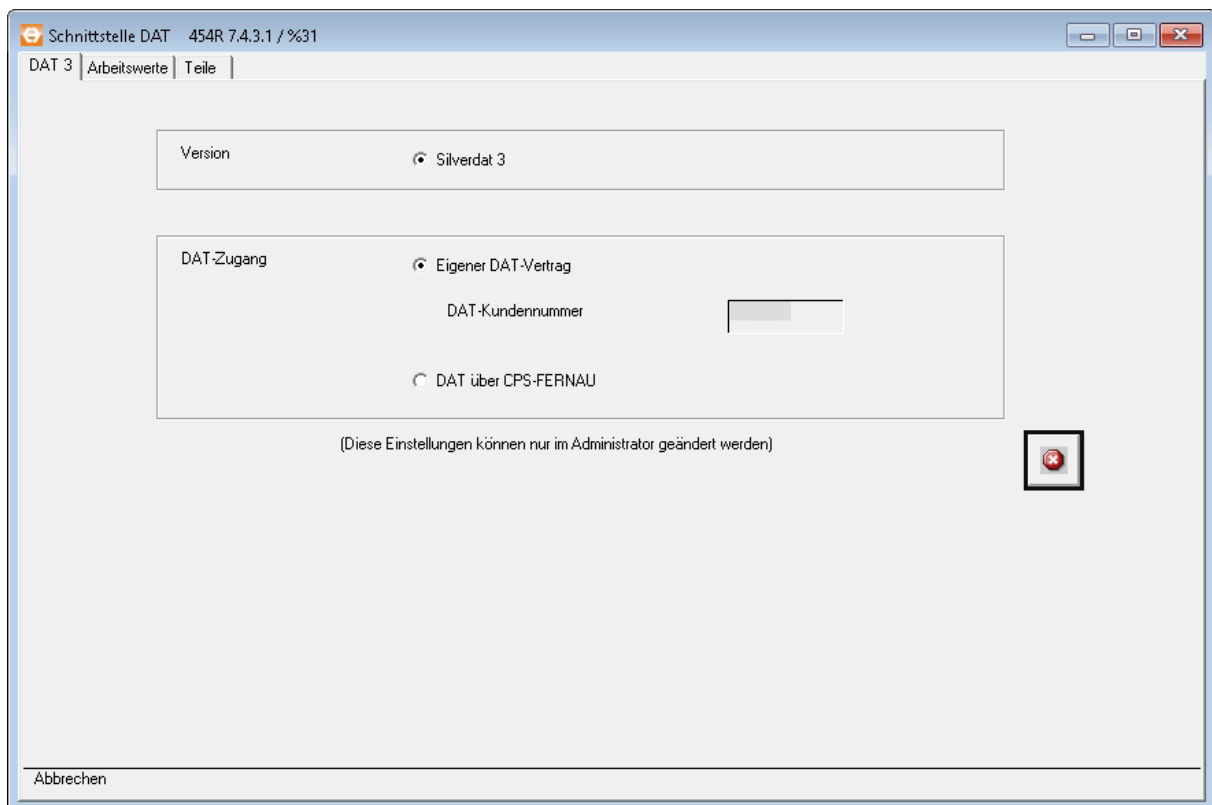 Schnittstelle DAT 454R 7.4.3.1 / %31
DAT 3 Arbeitswerte Teile
Version
Silverdat 3
DAT-Zugang
Eigener DAT-Vertrag
DAT-Kundennummer
DAT über CPS-FERNAU
(Diese Einstellungen können nur im Administrator geändert werden)
Abbrechen